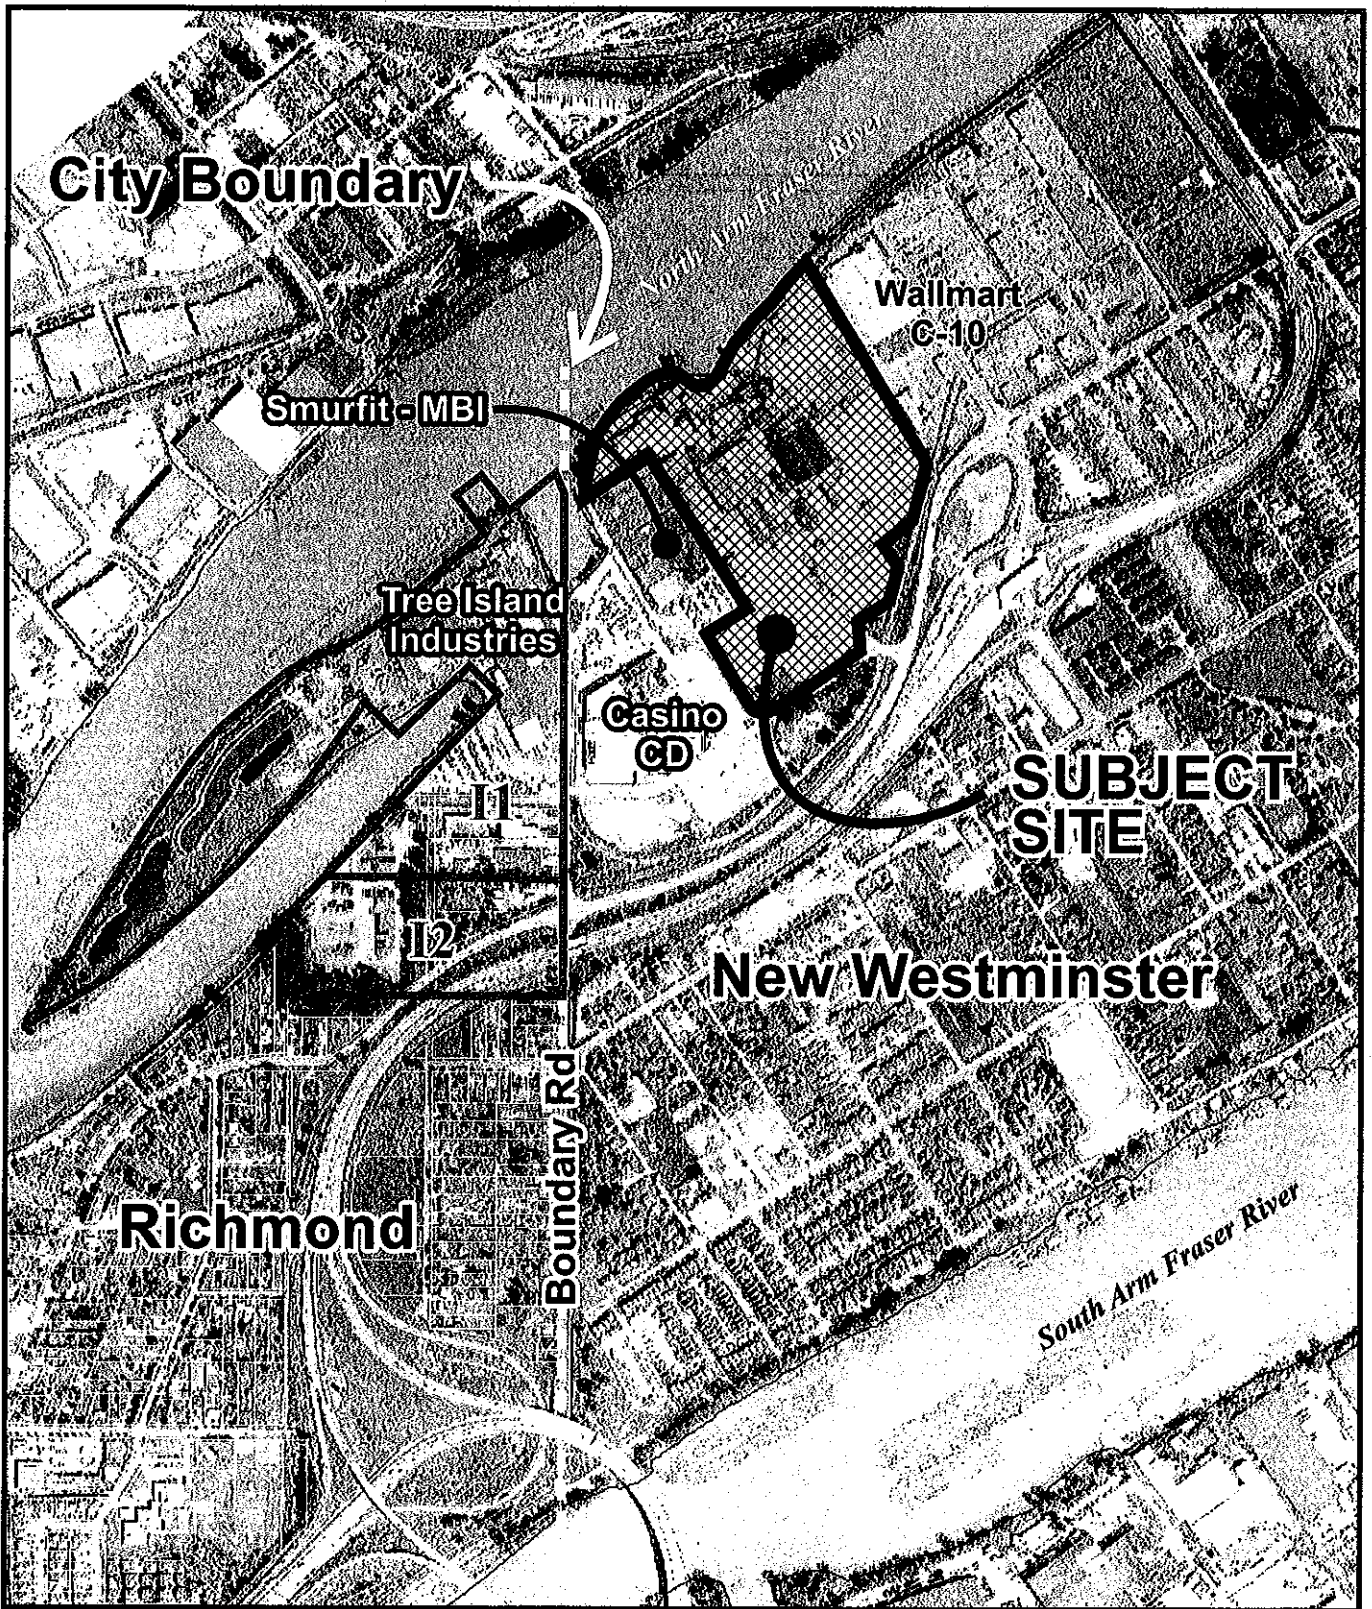 City Boundary
North Arm Fraser River
Wallmart
C-10
Smurfit - MBI
Tree Island
Industries
Casino
CD
I1
SUBJECT
SITE
I2
New Westminster
Boundary Rd
Richmond
South Arm Fraser River